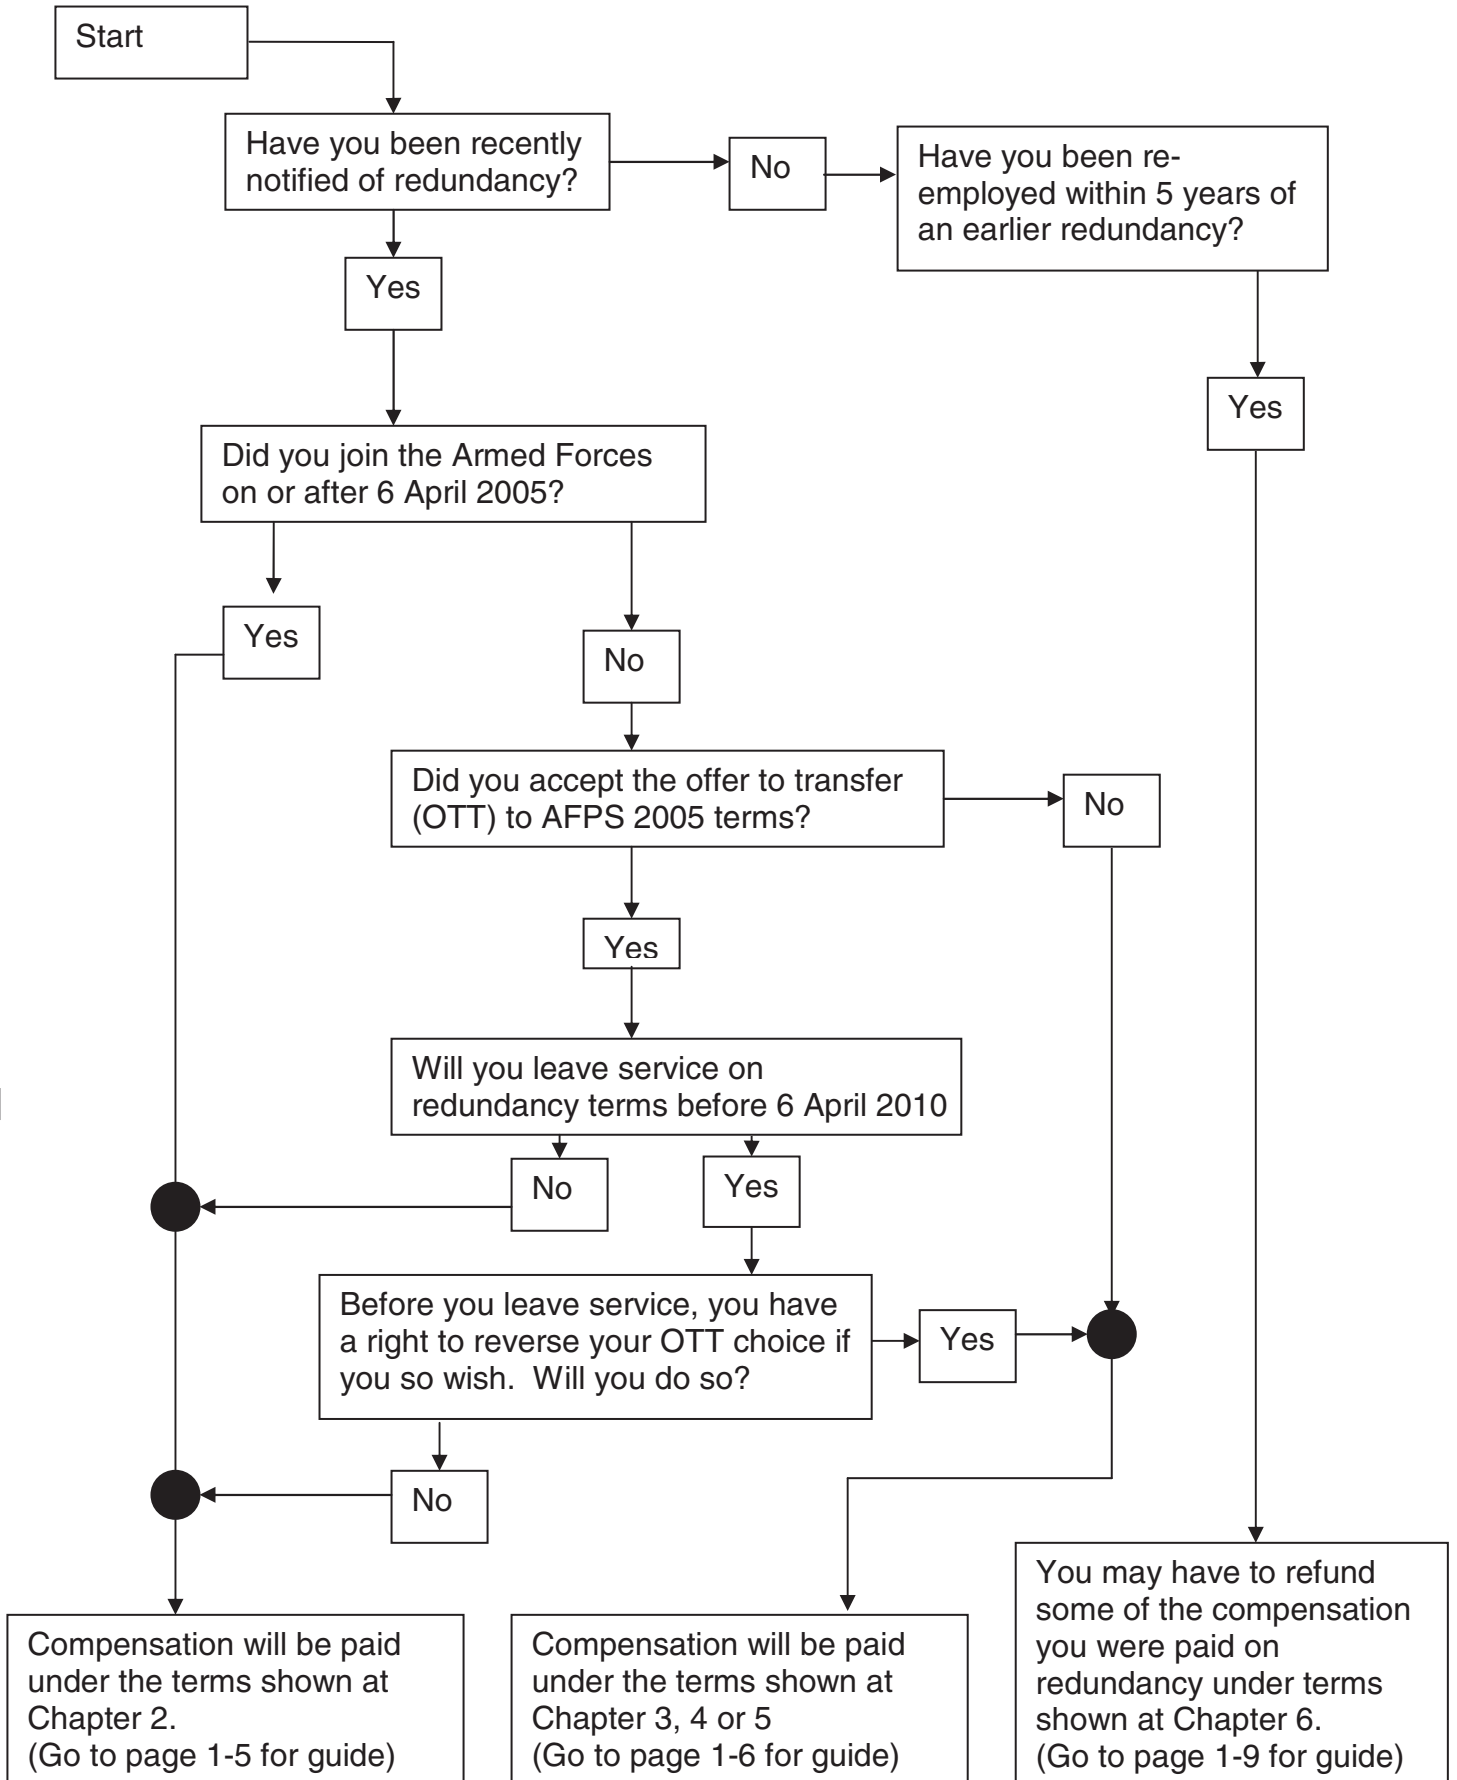 Start
Have you been recently
notified of redundancy?
No
Have you been re-
employed within 5 years of
an earlier redundancy?
Yes
Yes
Did you join the Armed Forces
on or after 6 April 2005?
Yes
No
Did you accept the offer to transfer
(OTT) to AFPS 2005 terms?
No
Yes
Will you leave service on
redundancy terms before 6 April 2010
No
Yes
Before you leave service, you have
a right to reverse your OTT choice if
you so wish.  Will you do so?
Yes
No
Compensation will be paid
under the terms shown at
Chapter 2.
(Go to page 1-5 for guide)
Compensation will be paid
under the terms shown at
Chapter 3, 4 or 5
(Go to page 1-6 for guide)
You may have to refund
some of the compensation
you were paid on
redundancy under terms
shown at Chapter 6.
(Go to page 1-9 for guide)